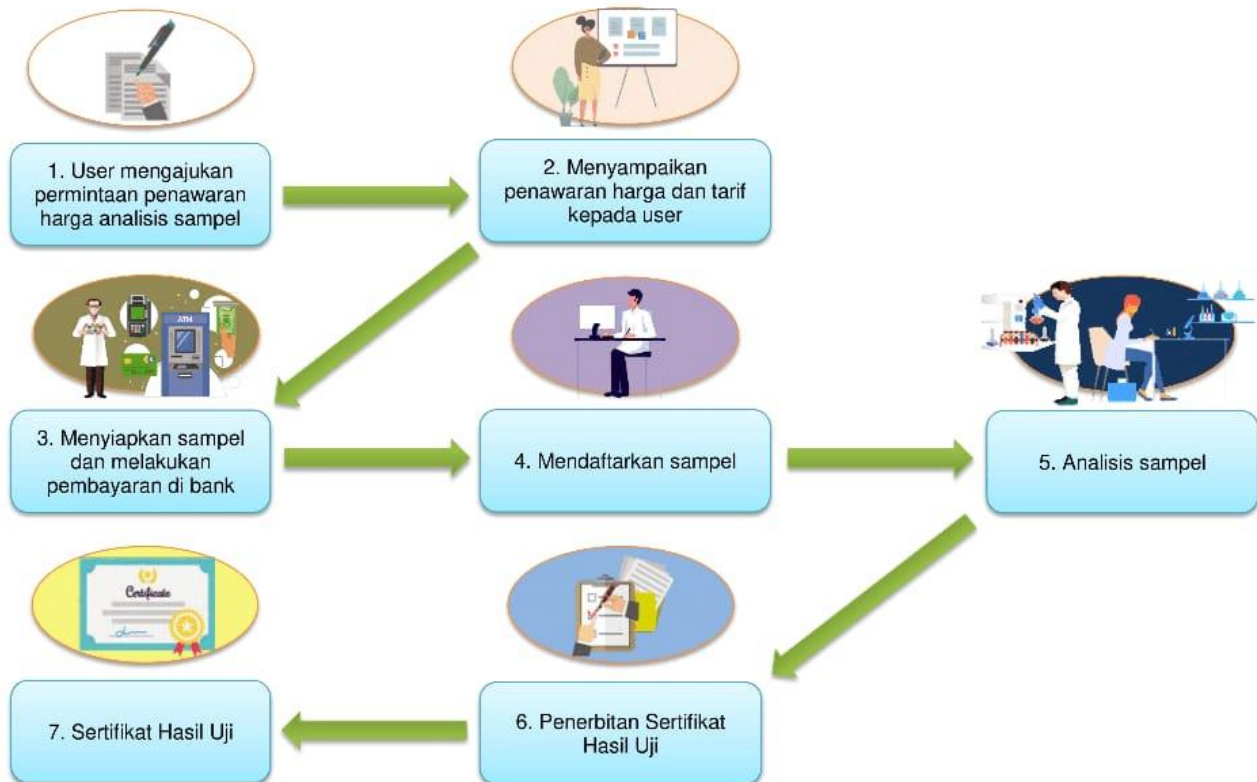 1. User mengajukan
permintaan penawaran
harga analisis sampel
2. Menyampaikan
penawaran harga dan tarif
kepada user
ATM
3. Menyiapkan sampel
dan melakukan
pembayaran di bank
4. Mendaftarkan sampel
5. Analisis sampel
Certificate
7. Sertifikat Hasil Uji
6. Penerbitan Sertifikat
Hasil Uji